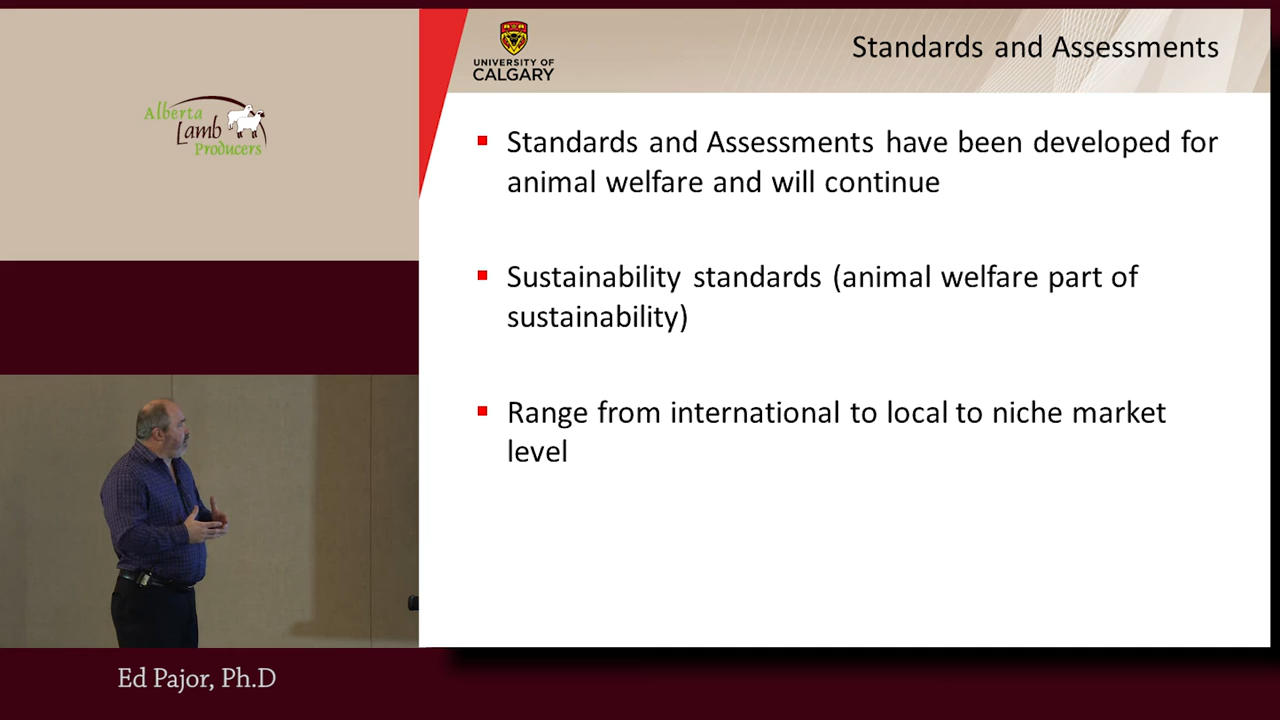 Alberta
Lamb
Producers
UNIVERSITY OF
CALGARY
Standards and Assessments
▪ Standards and Assessments have been developed for
animal welfare and will continue
▪ Sustainability standards (animal welfare part of
sustainability)
▪ Range from international to local to niche market
level
Ed Pajor, Ph.D